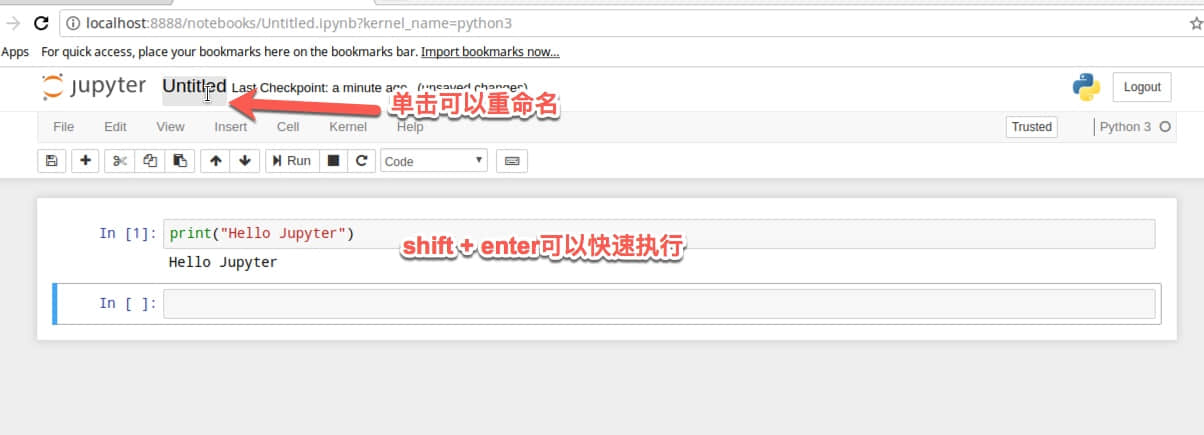 localhost:8888/notebooks/Untitled.ipynb?kernel_name=python3
Apps For quick access, place your bookmarks here on the bookmarks bar. Import bookmarks now...
jupyter Untitled Last Checkpoint: a minute ago (unsaved changes) Logout
单击可以重命名
File Edit View Insert Cell Kernel Help Trusted Python 3
Run Code
In [1]: print("Hello Jupyter")
shift + enter可以快速执行
Hello Jupyter
In [ ]: